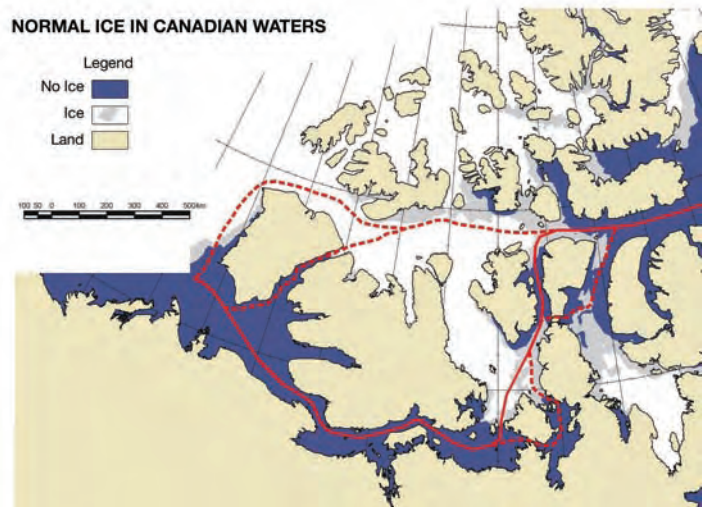 NORMAL ICE IN CANADIAN WATERS
Legend
No Ice
Ice
Land
100 50 0 100 200 300 400 500km